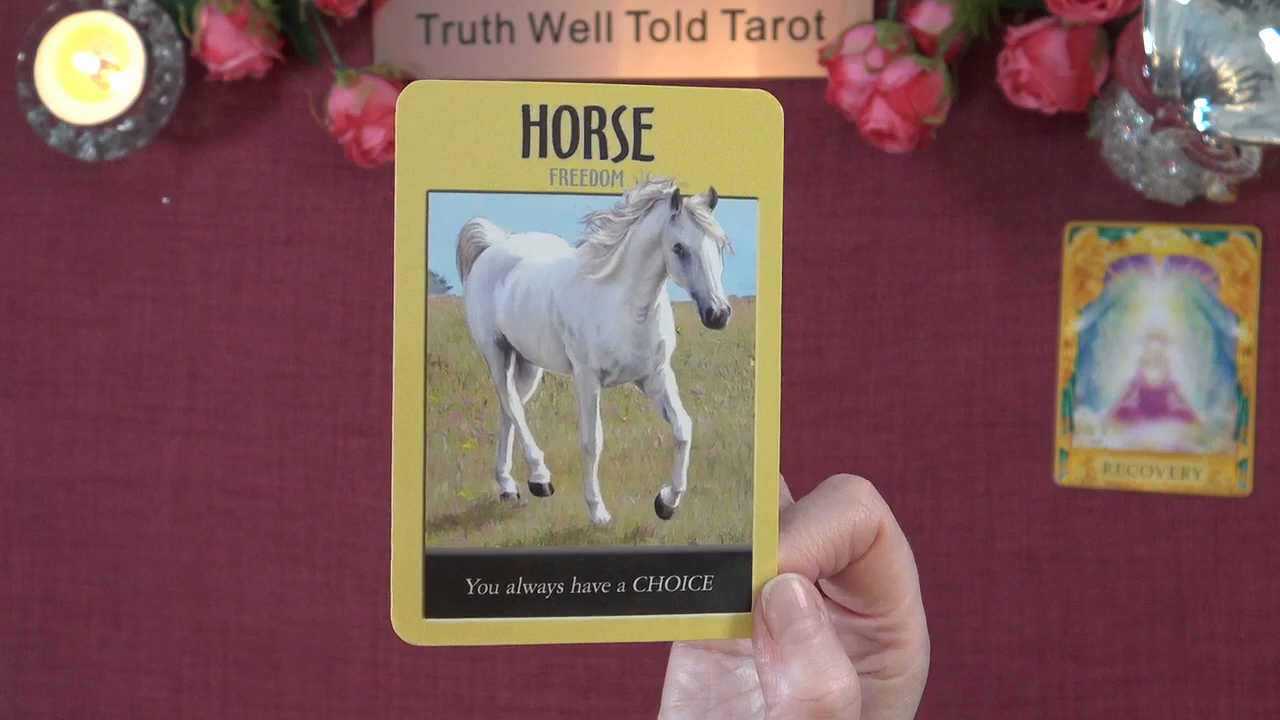 Truth Well Told Tarot
HORSE
FREEDOM
You always have a CHOICE
RECOVERY